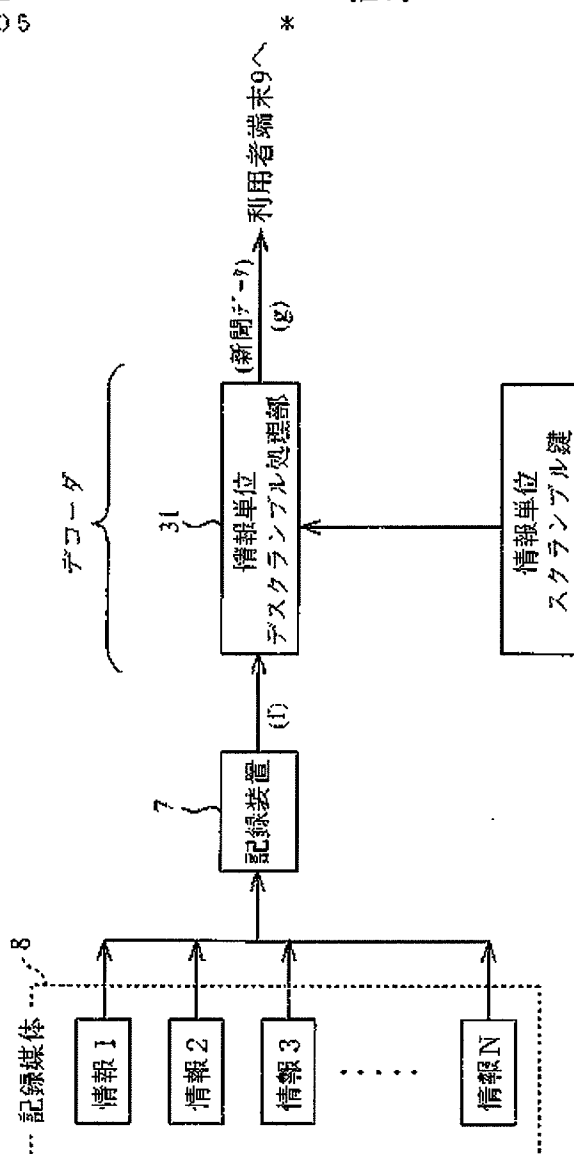 記録媒体
8
情報1
情報2
情報3
・・・・・
情報N
7
記録装置
(f)
デコーダ
31
情報単位
デスクランブル処理部
情報単位
スクランブル鍵
(新聞データ)
(g)
利用者端末9へ
*